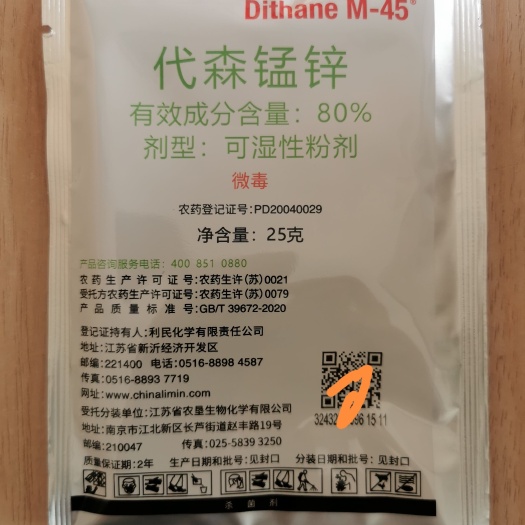 Dithane M-45®
代森锰锌
有效成分含量：80%
剂型：可湿性粉剂
微毒
农药登记证号:PD20040029
净含量：25克
产品咨询服务电话：400 851 0880
农药生产许可证号:农药生许(苏)0021
受托方农药生产许可证号:农药生许(苏)0079
产品质量标准号:GB/T 39672-2020
登记证持有人:利民化学有限责任公司
地址:江苏省新沂经济开发区
邮编:221400 电话:0516-8898 4587
传真:0516-8893 7719
网址:www.chinalimin.com
受托分装单位:江苏省农垦生物化学有限公司
地址:南京市江北新区长芦街道赵丰路19号
邮编:210047 传真:025-5839 3250
质量保证期:2年 生产日期和批号:见封口 分装日期和批号:见封口
杀菌剂